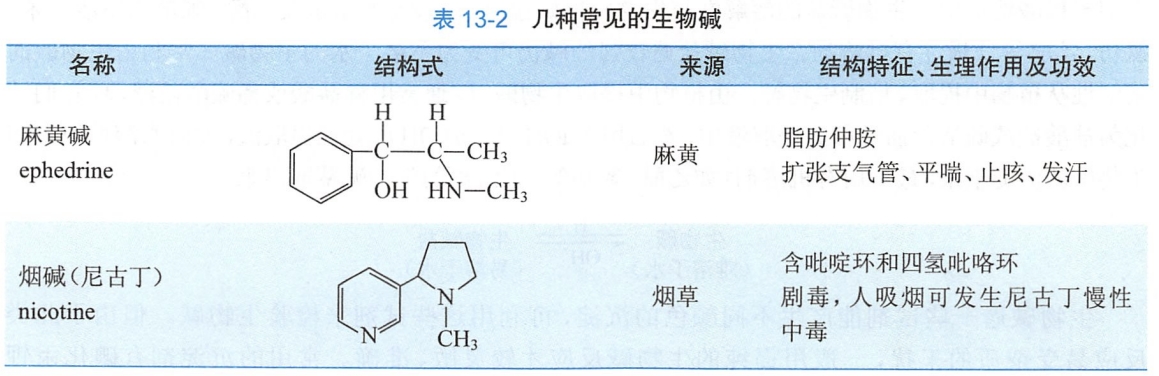 表 13-2 几种常见的生物碱
名称 结构式 来源 结构特征、生理作用及功效
麻黄碱
ephedrine
H H
C C CH₃
OH HN CH₃
麻黄
脂肪仲胺
扩张支气管、平喘、止咳、发汗
烟碱(尼古丁)
nicotine
N
N
CH₃
烟草
含吡啶环和四氢吡咯环
剧毒,人吸烟可发生尼古丁慢性
中毒